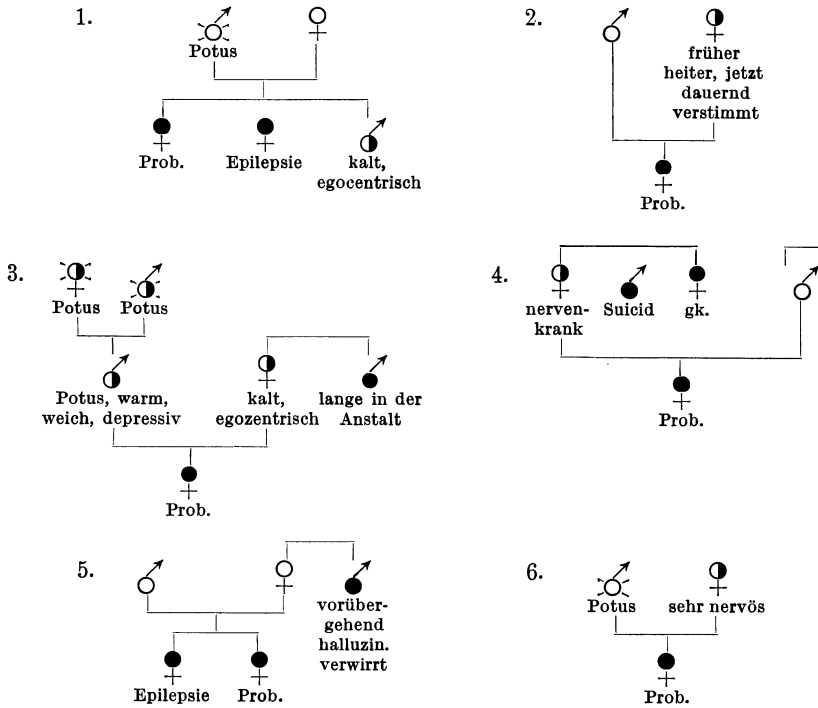 1.
Potus
Prob.
Epilepsie
kalt,
egocentrisch
2.
früher
heiter, jetzt
dauernd
verstimmt
Prob.
3.
Potus
Potus
Potus, warm,
weich, depressiv
kalt,
egozentrisch
lange in der
Anstalt
Prob.
4.
nerven-
krank
Suicid
gk.
Prob.
5.
vorüber-
gehend
halluzin.
verwirrt
Epilepsie
Prob.
6.
Potus
sehr nervös
Prob.